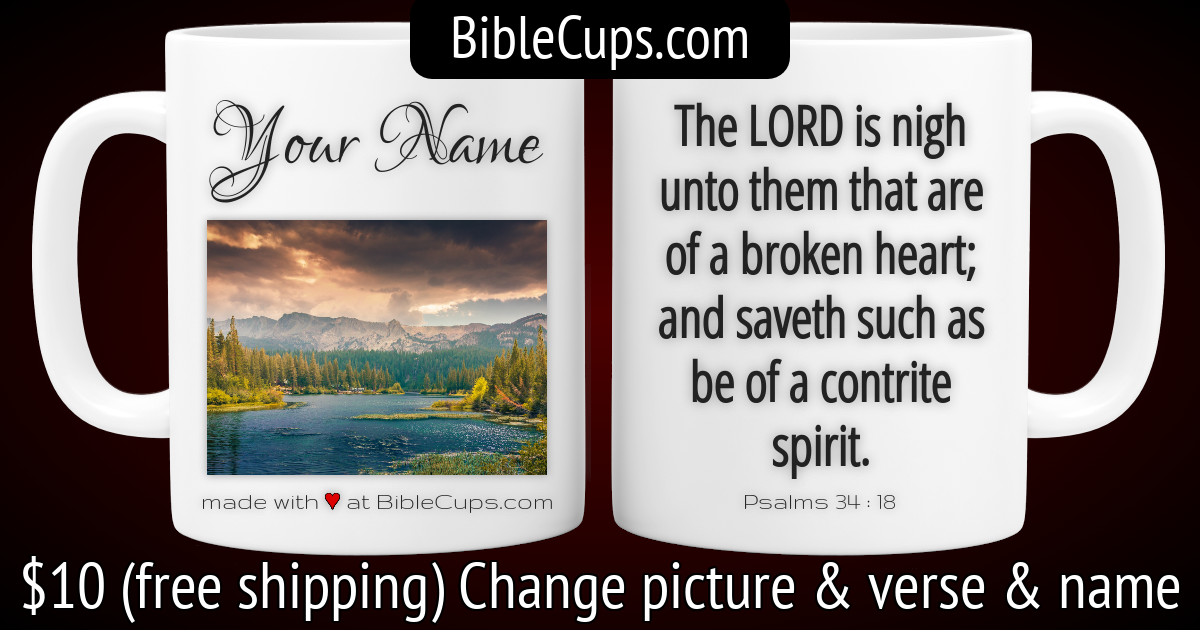 BibleCups.com
Your Name
made with ♥ at BibleCups.com
The LORD is nigh
unto them that are
of a broken heart;
and saveth such as
be of a contrite
spirit.
Psalms 34 : 18
$10 (free shipping) Change picture & verse & name